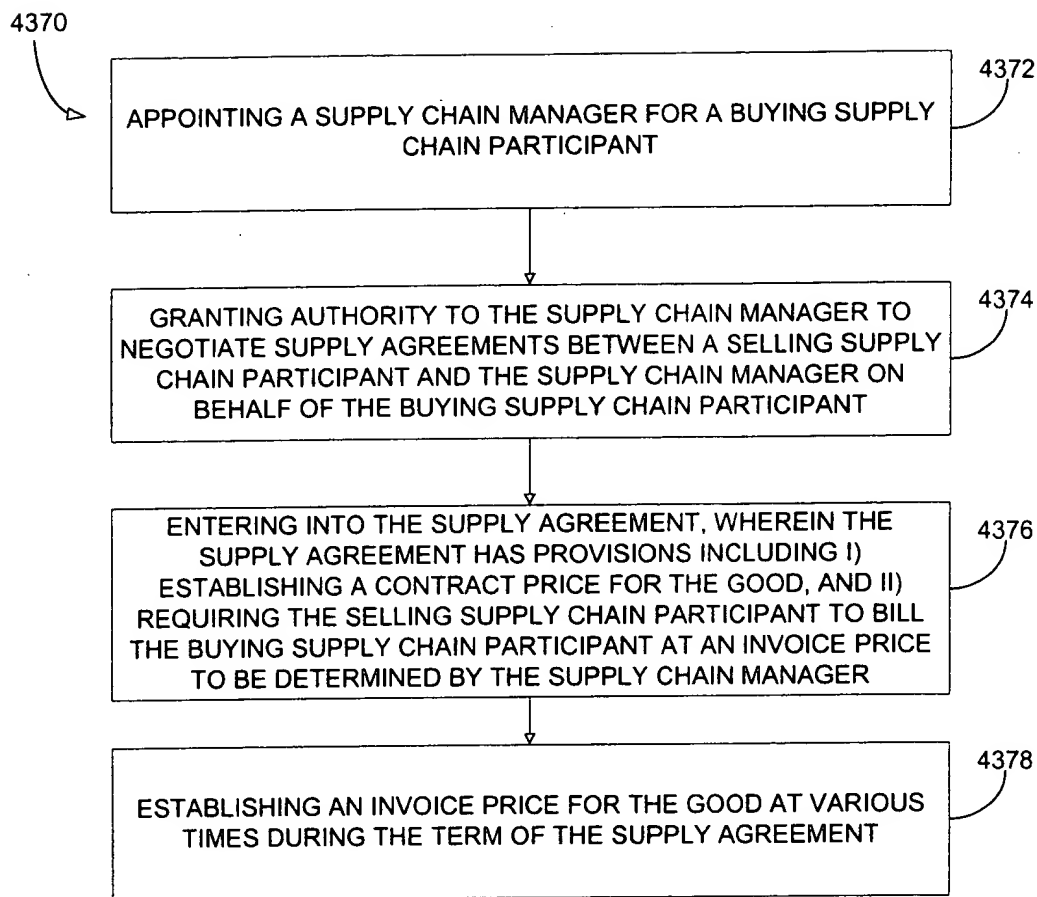 4370
4372
APPOINTING A SUPPLY CHAIN MANAGER FOR A BUYING SUPPLY
CHAIN PARTICIPANT
4374
GRANTING AUTHORITY TO THE SUPPLY CHAIN MANAGER TO
NEGOTIATE SUPPLY AGREEMENTS BETWEEN A SELLING SUPPLY
CHAIN PARTICIPANT AND THE SUPPLY CHAIN MANAGER ON
BEHALF OF THE BUYING SUPPLY CHAIN PARTICIPANT
4376
ENTERING INTO THE SUPPLY AGREEMENT, WHEREIN THE
SUPPLY AGREEMENT HAS PROVISIONS INCLUDING I)
ESTABLISHING A CONTRACT PRICE FOR THE GOOD, AND II)
REQUIRING THE SELLING SUPPLY CHAIN PARTICIPANT TO BILL
THE BUYING SUPPLY CHAIN PARTICIPANT AT AN INVOICE PRICE
TO BE DETERMINED BY THE SUPPLY CHAIN MANAGER
4378
ESTABLISHING AN INVOICE PRICE FOR THE GOOD AT VARIOUS
TIMES DURING THE TERM OF THE SUPPLY AGREEMENT